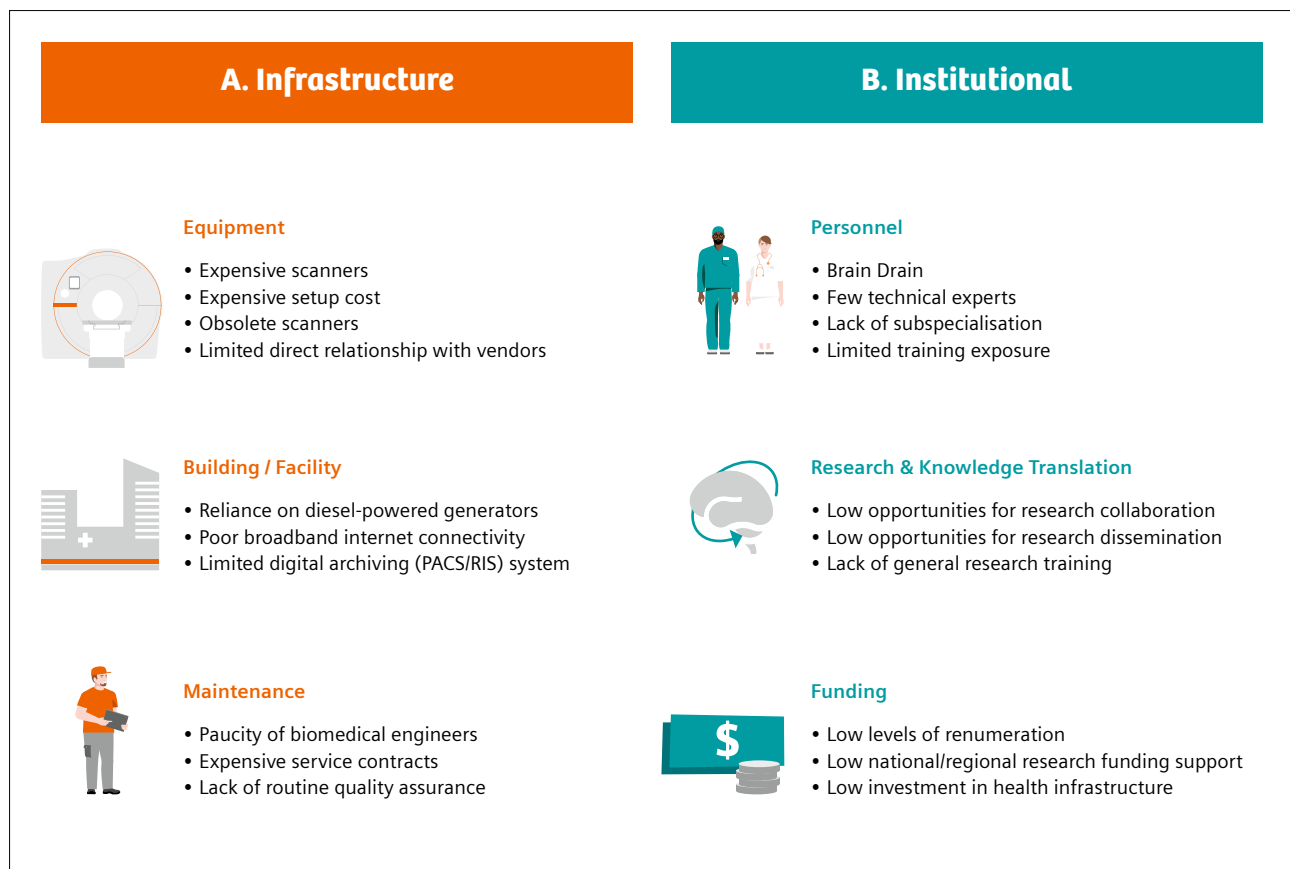 A. Infrastructure
Equipment
• Expensive scanners
• Expensive setup cost
• Obsolete scanners
• Limited direct relationship with vendors
Building / Facility
• Reliance on diesel-powered generators
• Poor broadband internet connectivity
• Limited digital archiving (PACS/RIS) system
Maintenance
• Paucity of biomedical engineers
• Expensive service contracts
• Lack of routine quality assurance
B. Institutional
Personnel
• Brain Drain
• Few technical experts
• Lack of subspecialisation
• Limited training exposure
Research & Knowledge Translation
• Low opportunities for research collaboration
• Low opportunities for research dissemination
• Lack of general research training
$
Funding
• Low levels of renumeration
• Low national/regional research funding support
• Low investment in health infrastructure